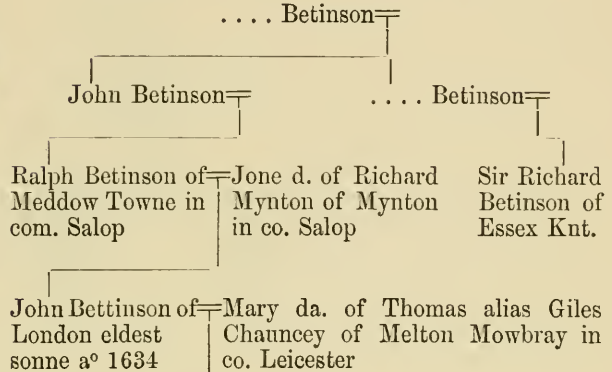 . . . . Betinson
John Betinson
. . . . Betinson
Ralph Betinson of
Meddow Towne in
com. Salop
Jone d. of Richard
Mynton of Mynton
in co. Salop
Sir Richard
Betinson of
Essex Knt.
John Bettinson of
London eldest
sonne aº 1634
Mary da. of Thomas alias Giles
Chauncey of Melton Mowbray in
co. Leicester